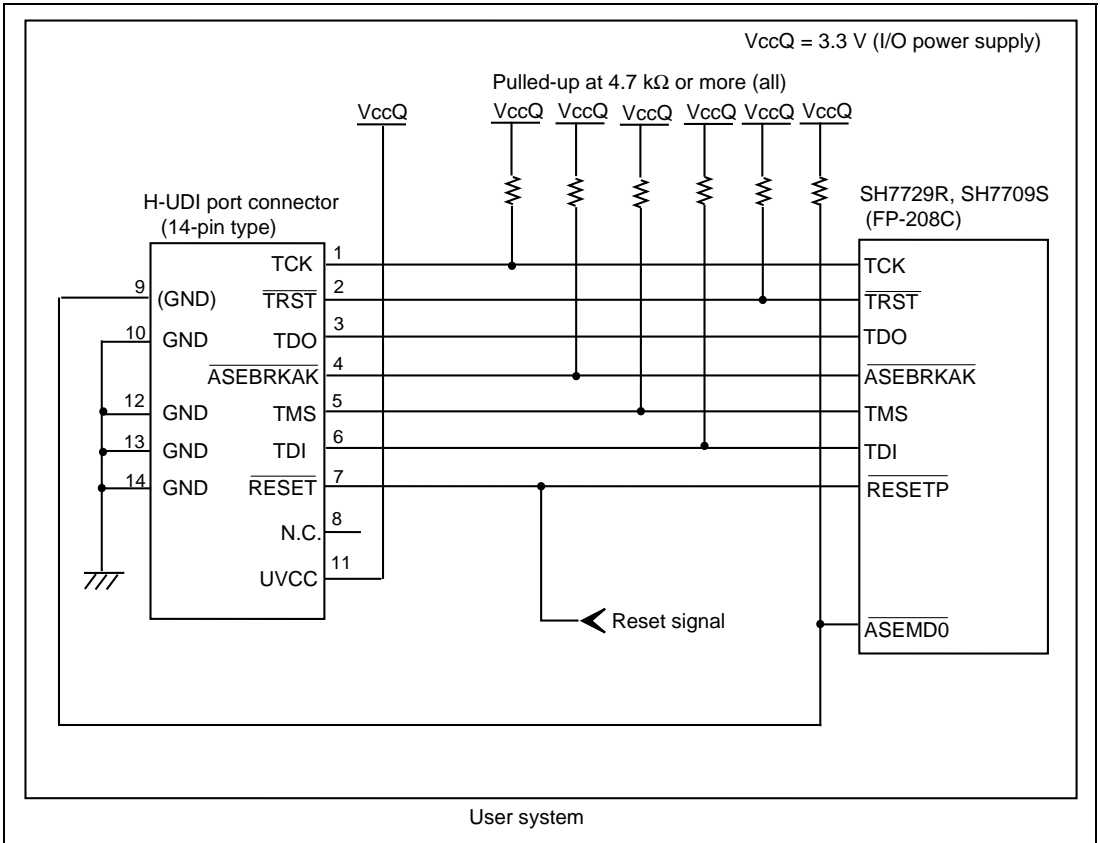 VccQ = 3.3 V (I/O power supply)
Pulled-up at 4.7 kΩ or more (all)
VccQ VccQ VccQ VccQ VccQ VccQ VccQ
H-UDI port connector
(14-pin type)
SH7729R, SH7709S
(FP-208C)
TCK 1 TCK
9 (GND) TRST 2 TRST
10 GND TDO 3 TDO
ASEBRKAK 4 ASEBRKAK
12 GND TMS 5 TMS
13 GND TDI 6 TDI
14 GND RESET 7 RESETP
N.C. 8
UVCC 11
Reset signal
ASEMD0
User system